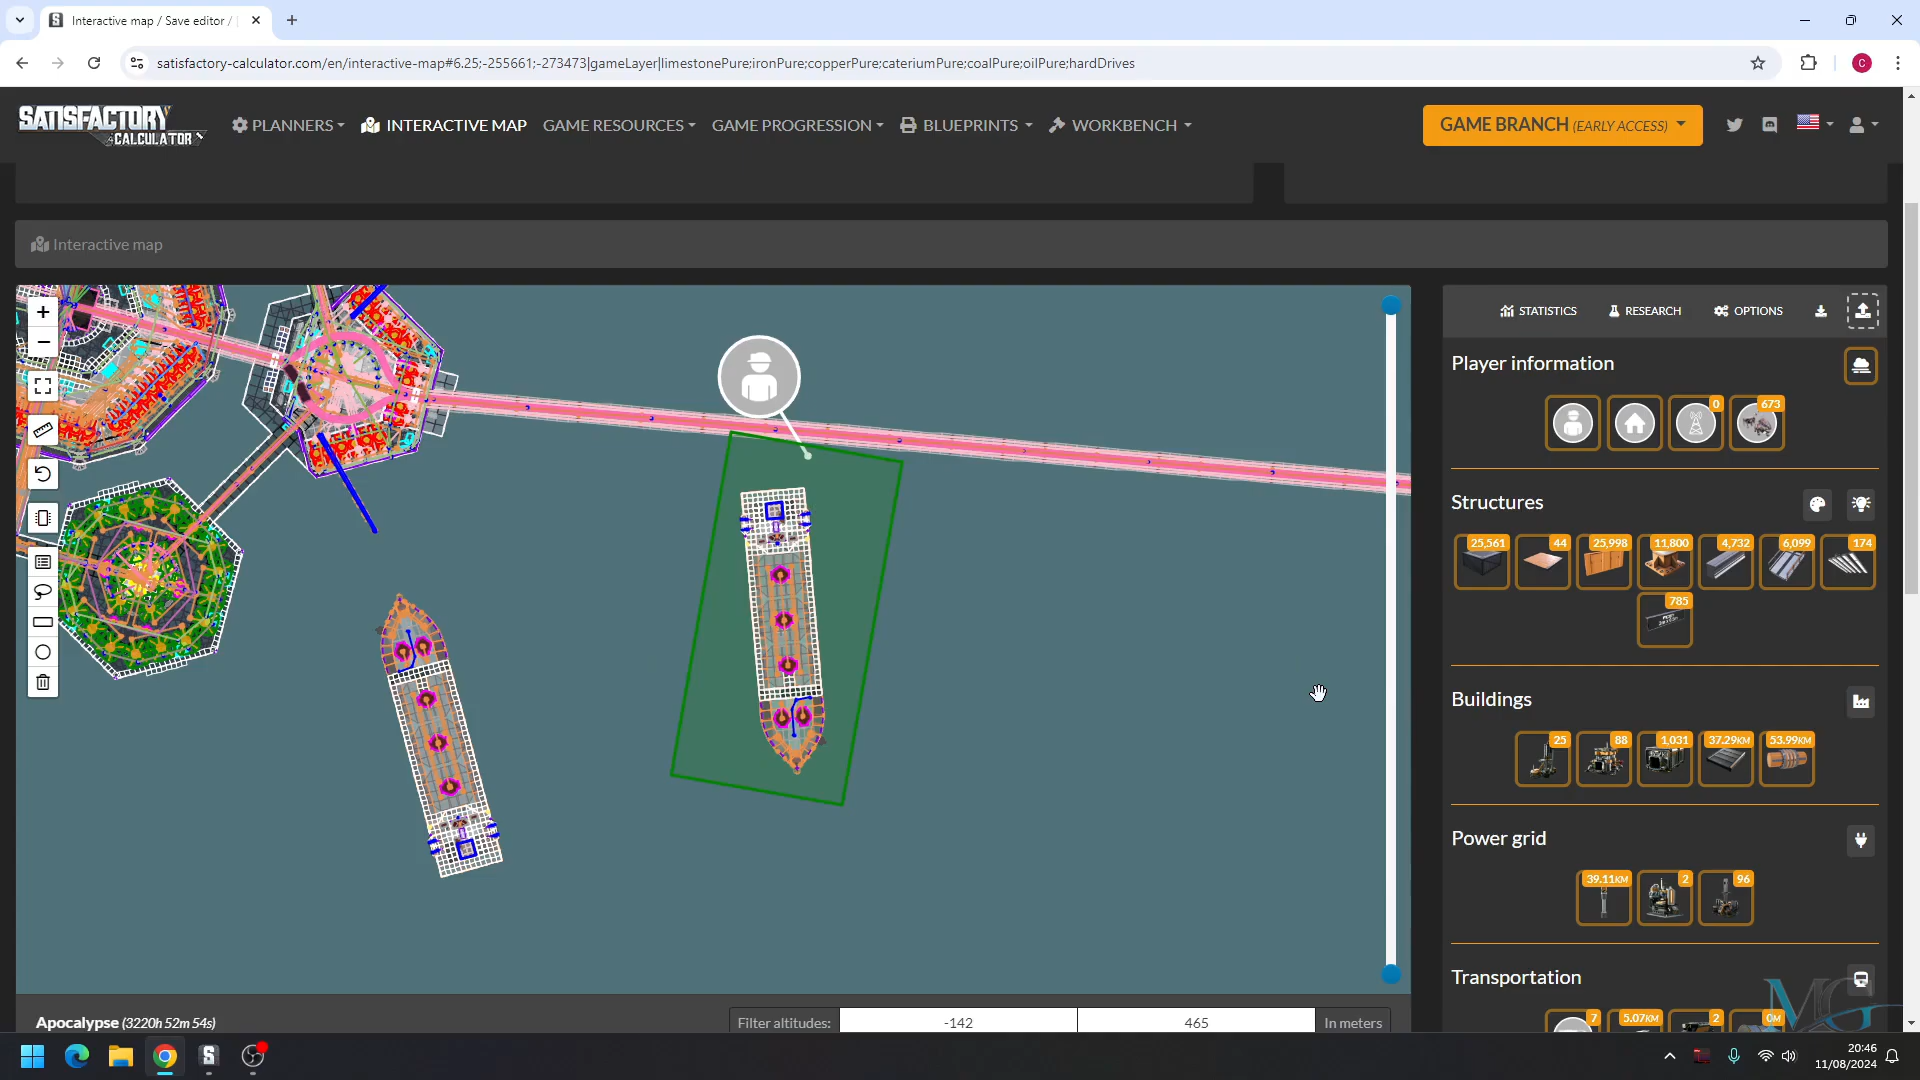 Interactive map / Save editor /
satisfactory-calculator.com/en/interactive-map#6.25;-255661;-273473|gameLayer|limestonePure;ironPure;copperPure;cateriumPure;coalPure;oilPure;hardDrives
C
SATISFACTORY
CALCULATOR
PLANNERS
INTERACTIVE MAP
GAME RESOURCES
GAME PROGRESSION
BLUEPRINTS
WORKBENCH
GAME BRANCH (EARLY ACCESS)
Interactive map
STATISTICS
RESEARCH
OPTIONS
Player information
0
673
Structures
25,561
44
25,998
11,800
4,732
6,099
174
785
Buildings
25
88
1,031
37.29KM
53.99KM
Power grid
39.11KM
2
96
Transportation
7
5.07KM
2
0M
MG
Apocalypse (3220h 52m 54s)
Filter altitudes:
-142
465
In meters
20:46
11/08/2024